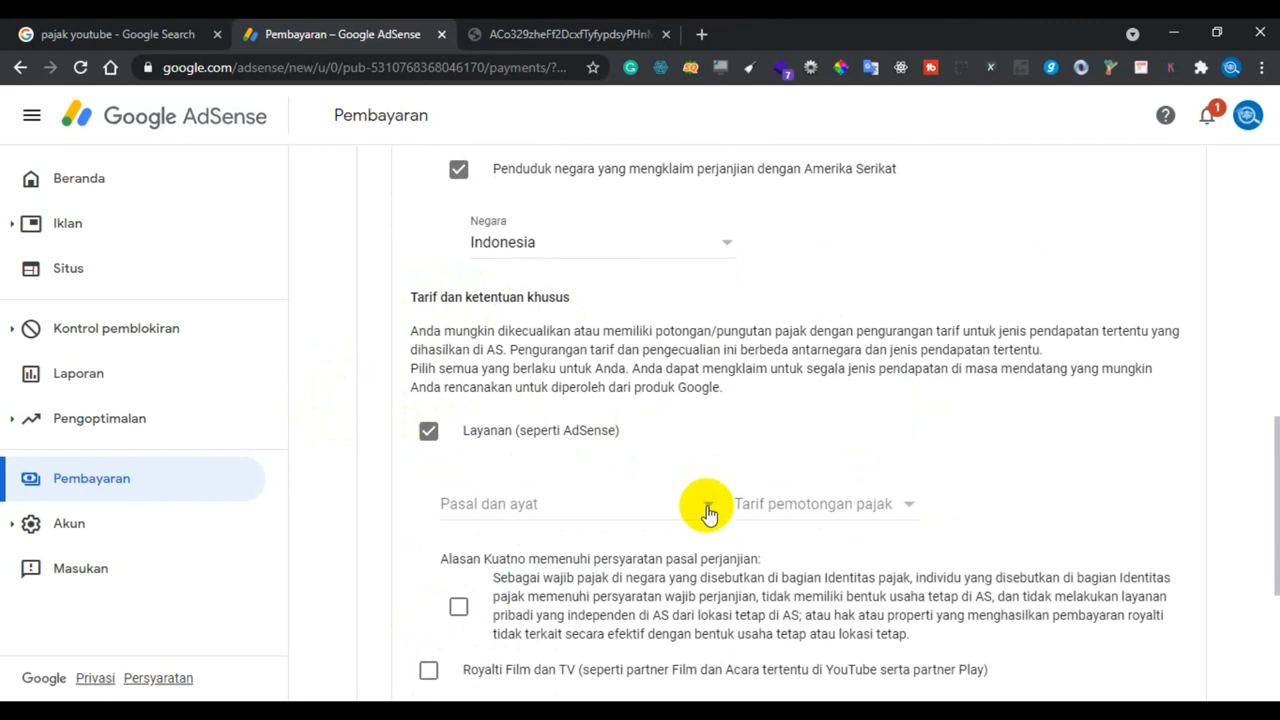 pajak youtube - Google Search
Pembayaran – Google AdSense
ACo329zheFf2DcxfTyfypdsyPHnM
google.com/adsense/new/u/0/pub-5310768368046170/payments/?...
7
Google AdSense
Pembayaran
1
Beranda
Iklan
Situs
Kontrol pemblokiran
Laporan
Pengoptimalan
Pembayaran
Akun
Masukan
Google Privasi Persyaratan
Penduduk negara yang mengklaim perjanjian dengan Amerika Serikat
Negara
Indonesia
Tarif dan ketentuan khusus
Anda mungkin dikecualikan atau memiliki potongan/pungutan pajak dengan pengurangan tarif untuk jenis pendapatan tertentu yang
dihasilkan di AS. Pengurangan tarif dan pengecualian ini berbeda antarnegara dan jenis pendapatan tertentu.
Pilih semua yang berlaku untuk Anda. Anda dapat mengklaim untuk segala jenis pendapatan di masa mendatang yang mungkin
Anda rencanakan untuk diperoleh dari produk Google.
Layanan (seperti AdSense)
Pasal dan ayat
Tarif pemotongan pajak
Alasan Kuatno memenuhi persyaratan pasal perjanjian:
Sebagai wajib pajak di negara yang disebutkan di bagian Identitas pajak, individu yang disebutkan di bagian Identitas
pajak memenuhi persyaratan wajib perjanjian, tidak memiliki bentuk usaha tetap di AS, dan tidak melakukan layanan
pribadi yang independen di AS dari lokasi tetap di AS; atau hak atau properti yang menghasilkan pembayaran royalti
tidak terkait secara efektif dengan bentuk usaha tetap atau lokasi tetap.
Royalti Film dan TV (seperti partner Film dan Acara tertentu di YouTube serta partner Play)